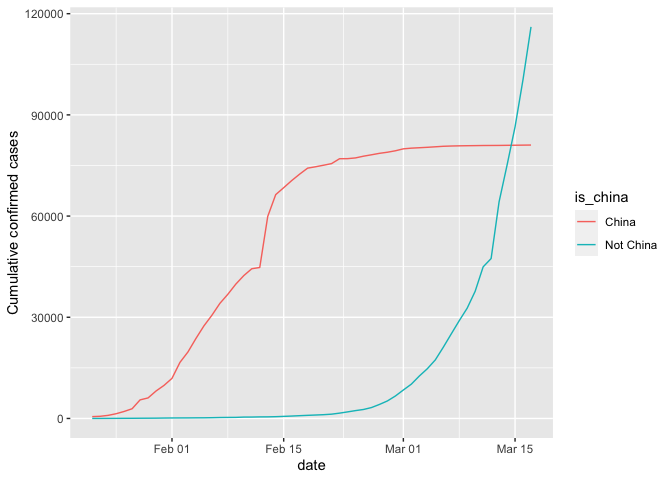 120000
90000
60000
30000
0
Cumulative confirmed cases
Feb 01
Feb 15
Mar 01
Mar 15
date
is_china
China
Not China